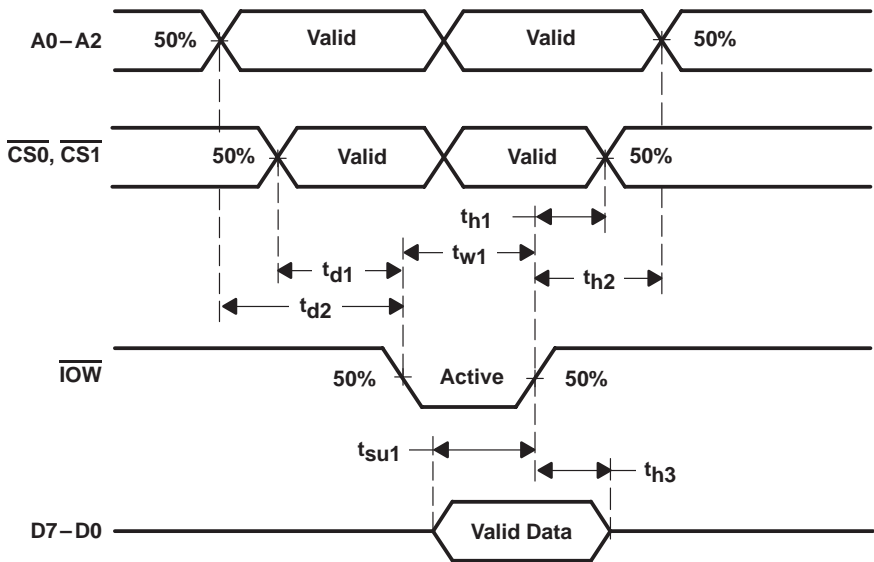 A0–A2 50% Valid Valid 50%
CS0, CS1 50% Valid Valid 50%
th1
td1 tw1 th2
td2
IOW 50% Active 50%
tsu1 th3
D7–D0 Valid Data